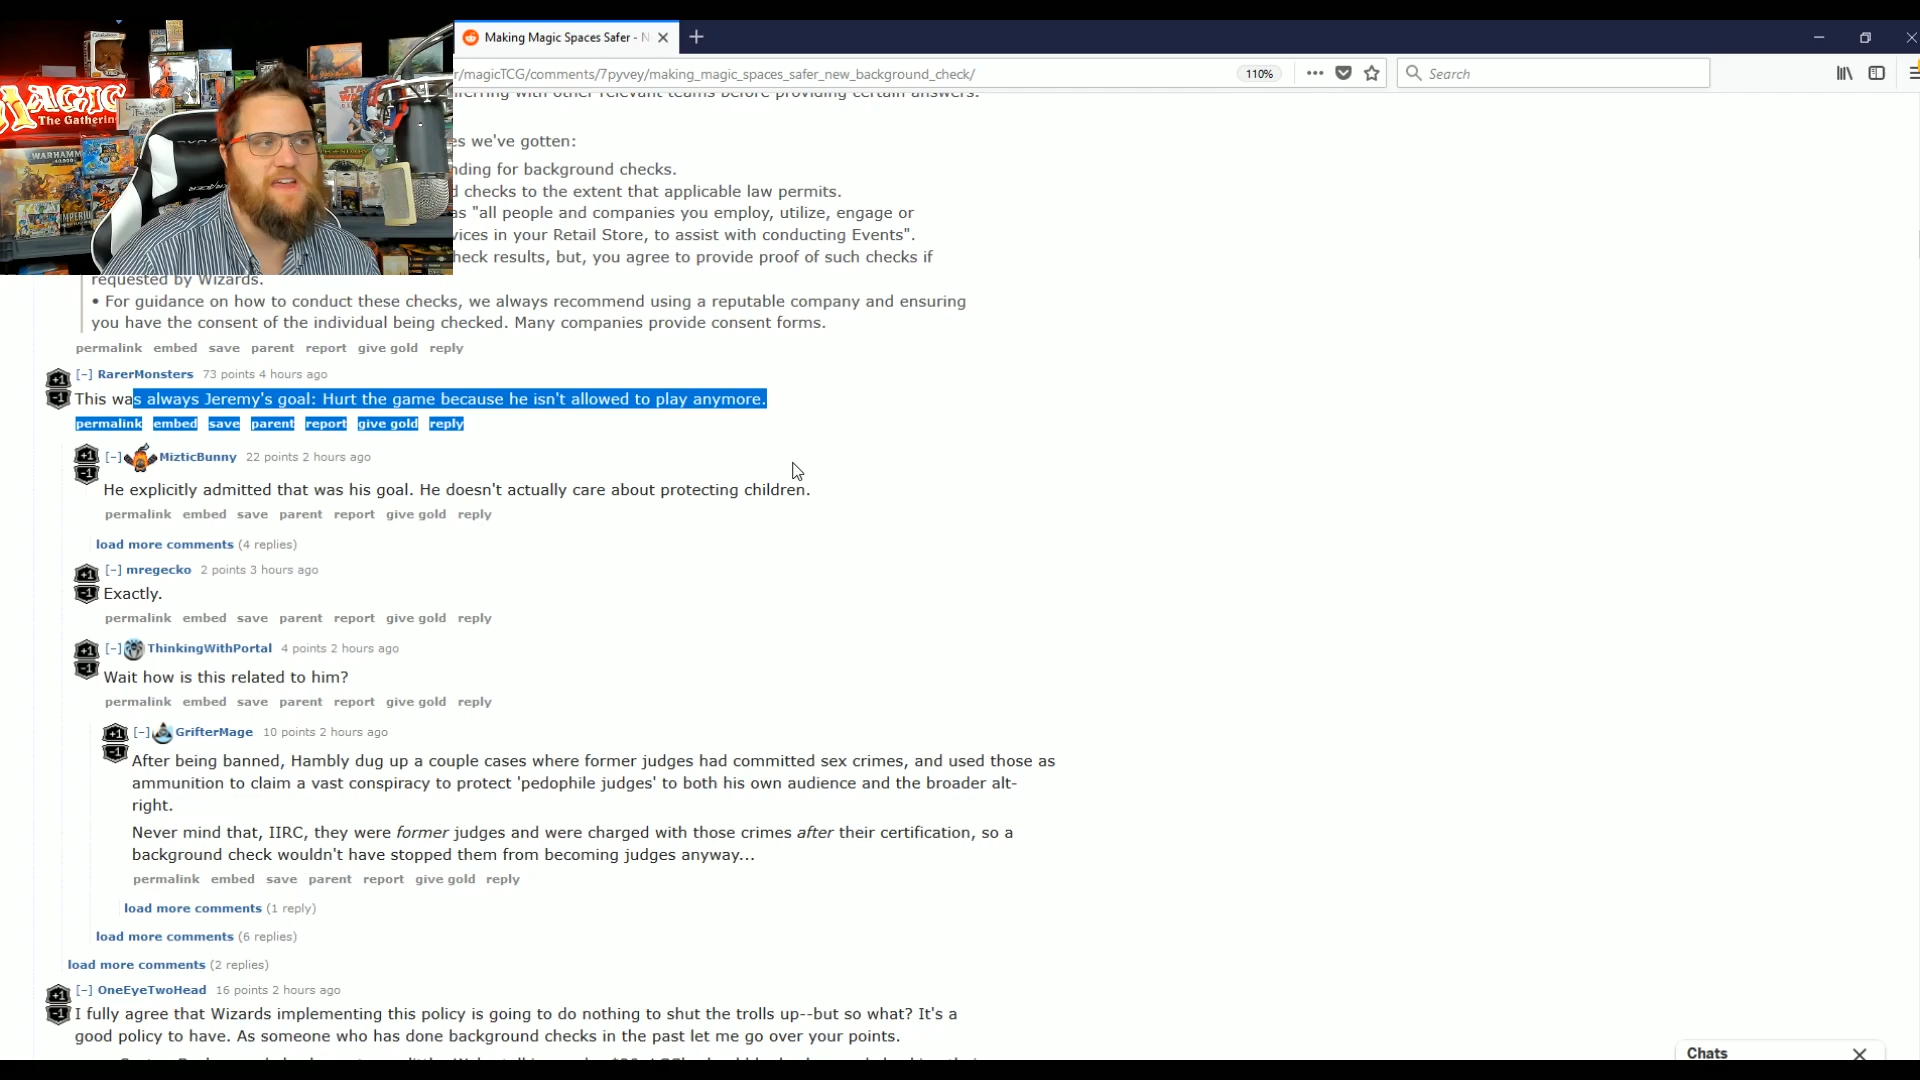 Making Magic Spaces Safer - N
r/magicTCG/comments/7pyvey/making_magic_spaces_safer_new_background_check/
110%
Search
MAGIC
The Gathering
WARHAMMER
STAR WARS
other relevant teams before providing certain answers.
es we've gotten:
nding for background checks.
d checks to the extent that applicable law permits.
as "all people and companies you employ, utilize, engage or
vices in your Retail Store, to assist with conducting Events".
heck results, but, you agree to provide proof of such checks if
requested by Wizards.
• For guidance on how to conduct these checks, we always recommend using a reputable company and ensuring
you have the consent of the individual being checked. Many companies provide consent forms.
permalink embed save parent report give gold reply
[–] RarerMonsters 73 points 4 hours ago
This was always Jeremy's goal: Hurt the game because he isn't allowed to play anymore.
permalink embed save parent report give gold reply
[–] MizticBunny 22 points 2 hours ago
He explicitly admitted that was his goal. He doesn't actually care about protecting children.
permalink embed save parent report give gold reply
load more comments (4 replies)
[–] mregecko 2 points 3 hours ago
Exactly.
permalink embed save parent report give gold reply
[–] ThinkingWithPortal 4 points 2 hours ago
Wait how is this related to him?
permalink embed save parent report give gold reply
[–] GrifterMage 10 points 2 hours ago
After being banned, Hambly dug up a couple cases where former judges had committed sex crimes, and used those as
ammunition to claim a vast conspiracy to protect 'pedophile judges' to both his own audience and the broader alt-
right.
Never mind that, IIRC, they were former judges and were charged with those crimes after their certification, so a
background check wouldn't have stopped them from becoming judges anyway...
permalink embed save parent report give gold reply
load more comments (1 reply)
load more comments (6 replies)
load more comments (2 replies)
[–] OneEyeTwoHead 16 points 2 hours ago
I fully agree that Wizards implementing this policy is going to do nothing to shut the trolls up--but so what? It's a
good policy to have. As someone who has done background checks in the past let me go over your points.
Chats